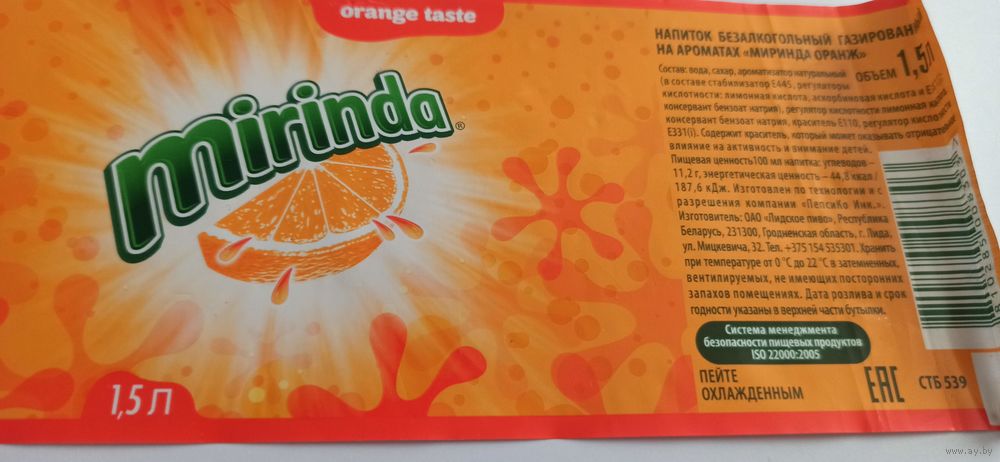 orange taste
mirinda®
1,5 Л
НАПИТОК БЕЗАЛКОГОЛЬНЫЙ ГАЗИРОВАННЫЙ
НА АРОМАТАХ «МИРИНДА ОРАНЖ»
ОБЪЕМ 1,5Л
Состав: вода, сахар, ароматизатор натуральный
(в составе стабилизатор Е445, регуляторы
кислотности: лимонная кислота, аскорбиновая кислота и
консервант бензоат натрия), регулятор кислотности лимонная кислота,
консервант бензоат натрия, краситель Е110, регулятор кислотности
Е331(i). Содержит краситель, который может оказывать отрицательное
влияние на активность и внимание детей.
Пищевая ценность100 мл напитка: углеводов –
11,2 г, энергетическая ценность – 44,8 ккал/
187,6 кДж. Изготовлен по технологии и с
разрешения компании «ПепсиКо Инк.».
Изготовитель: ОАО «Лидское пиво», Республика
Беларусь, 231300, Гродненская область, г. Лида,
ул. Мицкевича, 32. Тел. +375 154 535301. Хранить
при температуре от 0 °С до 22 °С в затемненных,
вентилируемых, не имеющих посторонних
запахов помещениях. Дата розлива и срок
годности указаны в верхней части бутылки.
Система менеджмента
безопасности пищевых продуктов
ISO 22000:2005
ПЕЙТЕ
ОХЛАЖДЕННЫМ
ЕАС
СТБ 539
www.ay.by